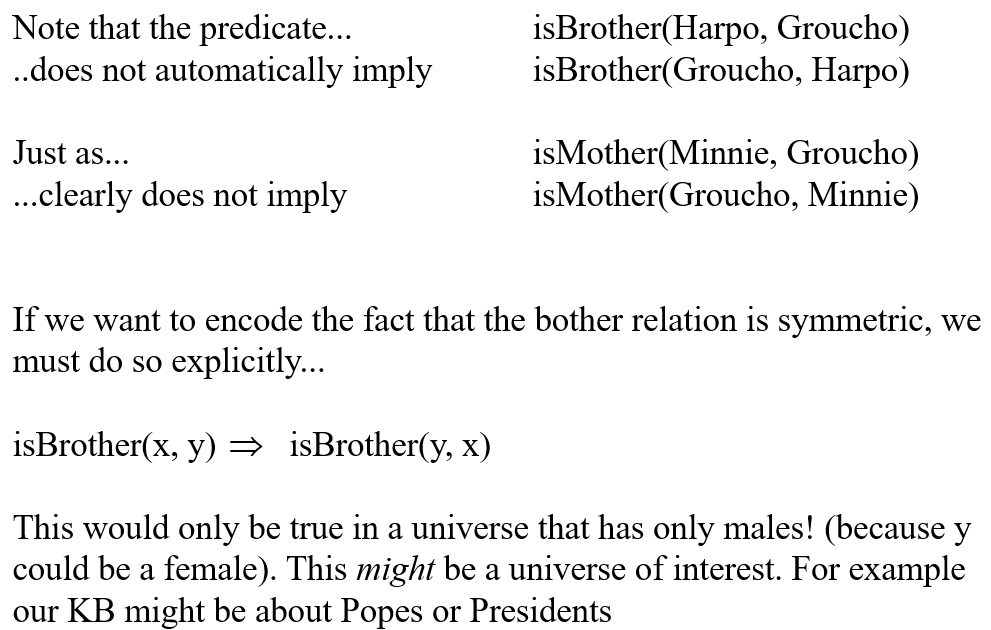 Note that the predicate... isBrother(Harpo, Groucho)
..does not automatically imply isBrother(Groucho, Harpo)
Just as... isMother(Minnie, Groucho)
...clearly does not imply isMother(Groucho, Minnie)
If we want to encode the fact that the bother relation is symmetric, we
must do so explicitly...
isBrother(x, y) ⇒ isBrother(y, x)
This would only be true in a universe that has only males! (because y
could be a female). This might be a universe of interest. For example
our KB might be about Popes or Presidents